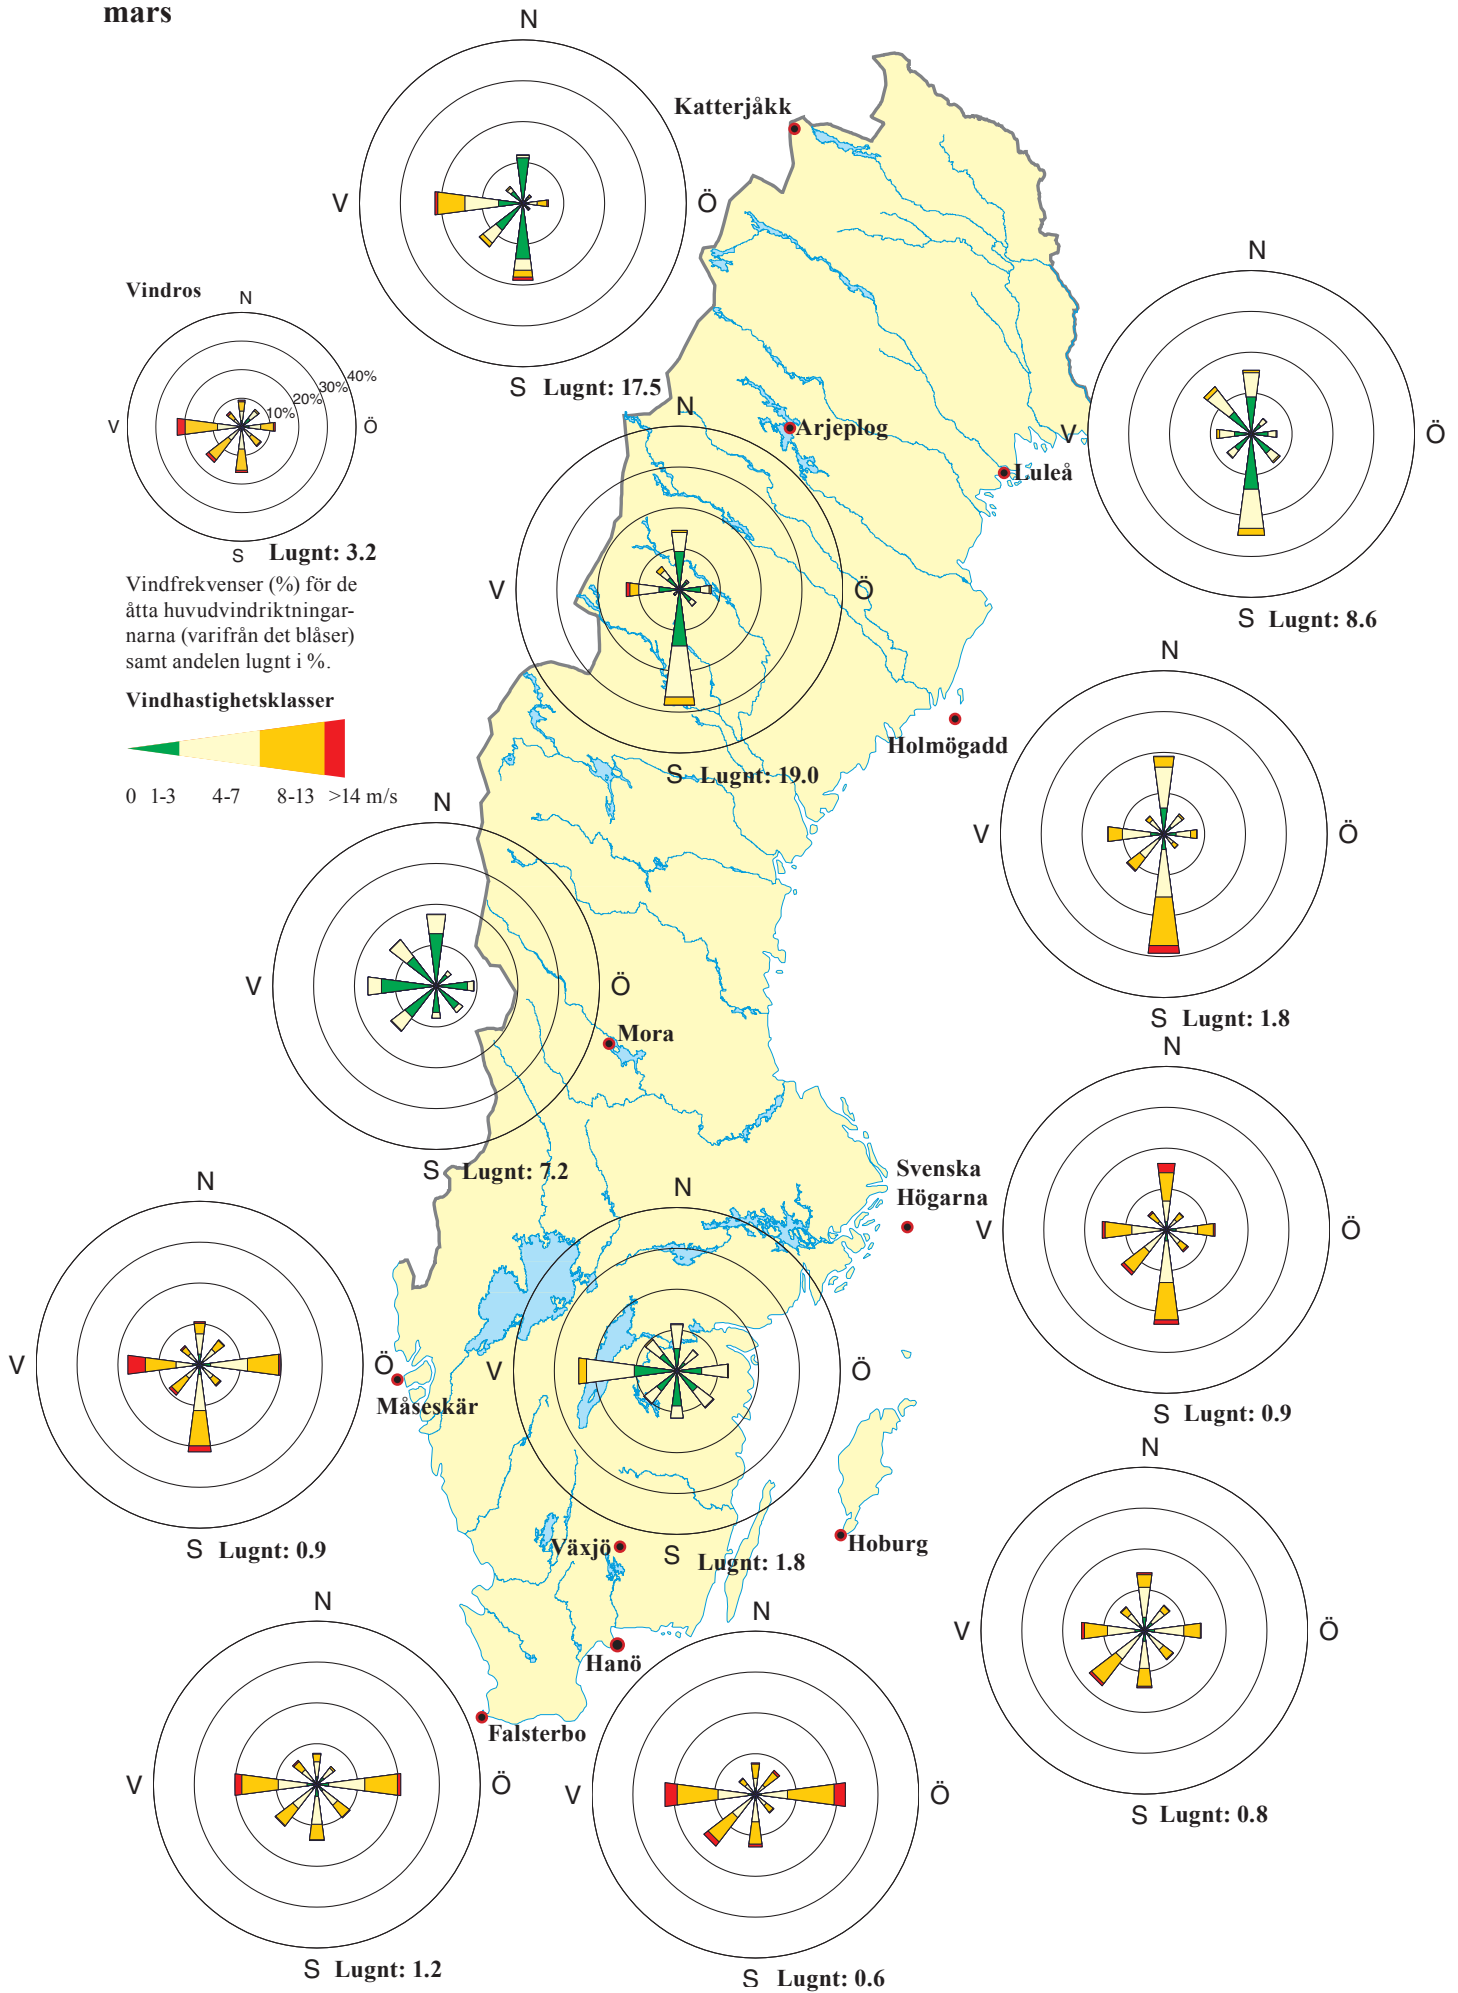 mars
N
Katterjåkk
V
Ö
S Lugnt: 17.5
Vindros
N
40%
30%
20%
10%
V
Ö
S Lugnt: 3.2
Vindfrekvenser (%) för de
åtta huvudvindriktningar-
narna (varifrån det blåser)
samt andelen lugnt i %.
Vindhastighetsklasser
0 1-3 4-7 8-13 >14 m/s
N
V
Ö
S Lugnt: 8.6
N
Arjeplog
Luleå
V
Ö
S Lugnt: 19.0
Holmögadd
N
V
Ö
S Lugnt: 1.8
N
V
Ö
Mora
S Lugnt: 7.2
N
Svenska
Högarna
V
Ö
S Lugnt: 0.9
N
V
Ö
Måseskär
S Lugnt: 0.9
N
V
Ö
Växjö
S Lugnt: 1.8
Hoburg
N
V
Ö
S Lugnt: 0.8
N
V
Ö
Hanö
Falsterbo
S Lugnt: 1.2
N
V
Ö
S Lugnt: 0.6